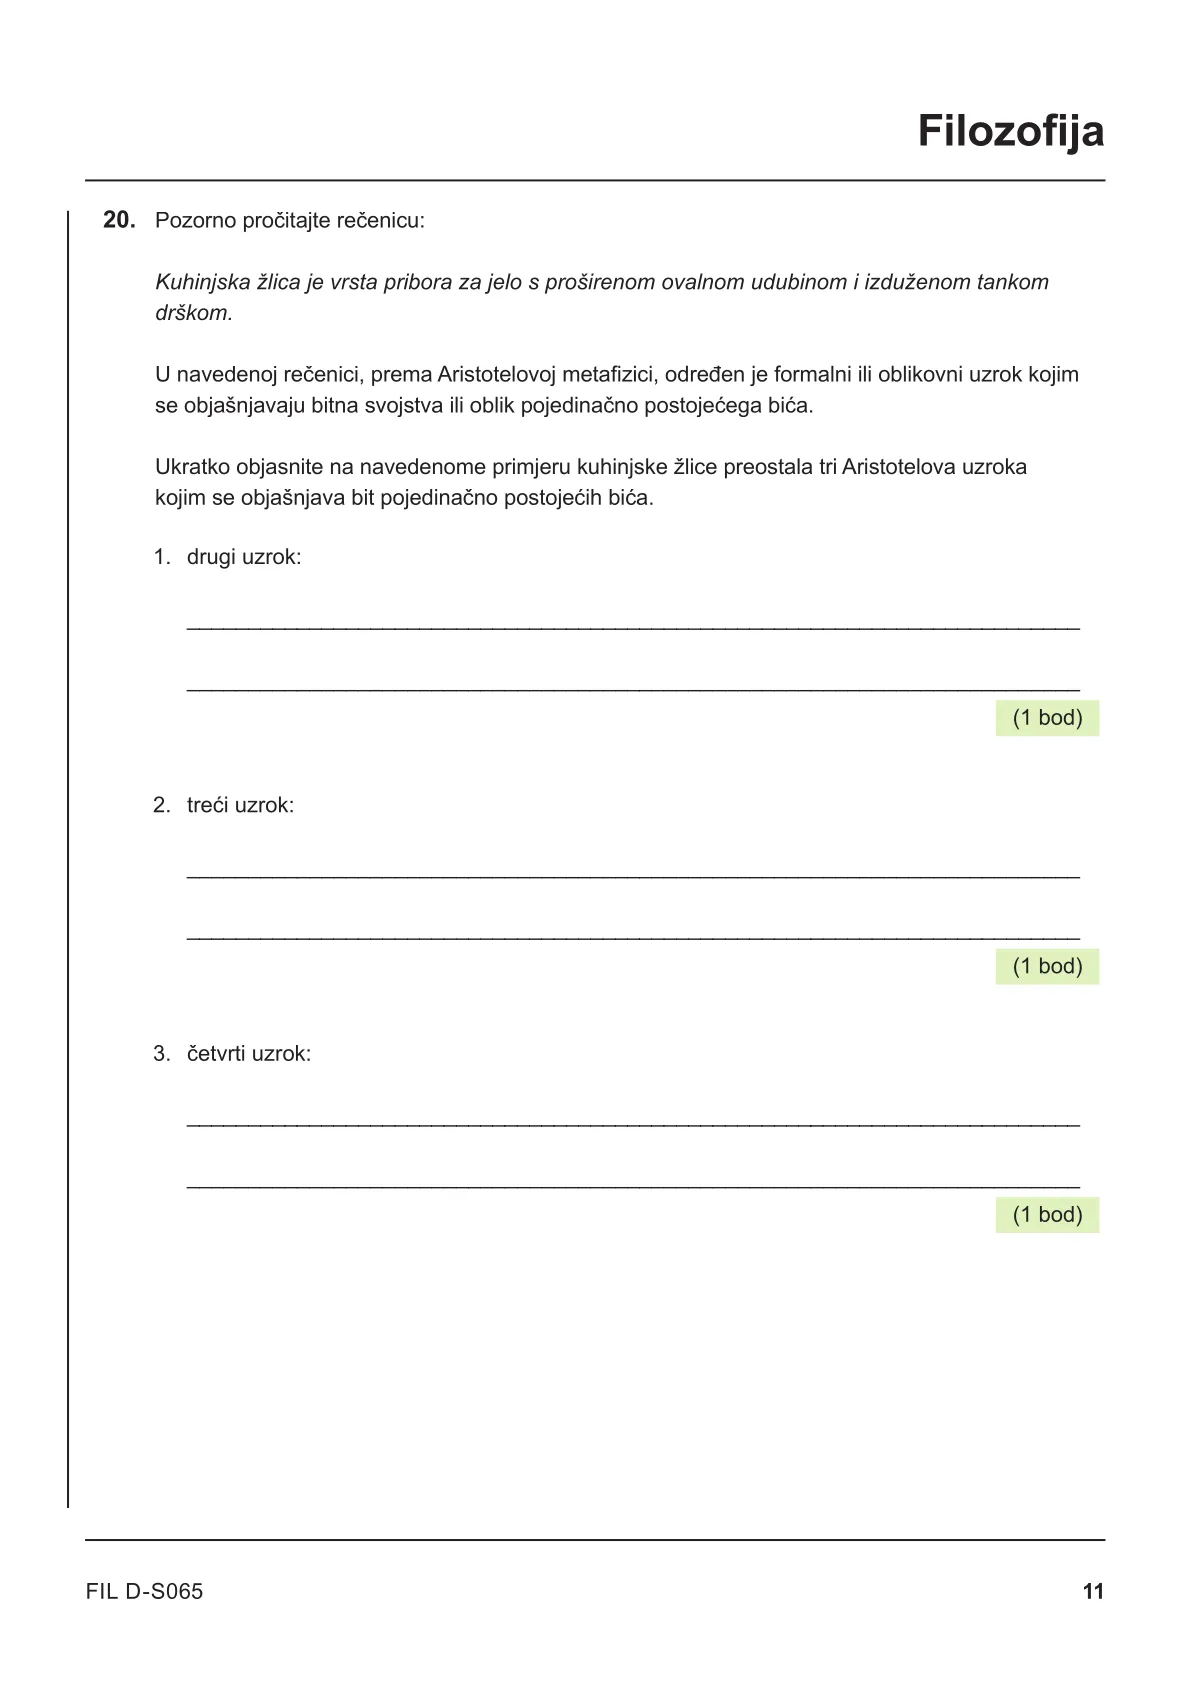 Filozofija
20. Pozorno pročitajte rečenicu:
Kuhinjska žlica je vrsta pribora za jelo s proširenom ovalnom udubinom i izduženom tankom
drškom.
U navedenoj rečenici, prema Aristotelovoj metafizici, određen je formalni ili oblikovni uzrok kojim
se objašnjavaju bitna svojstva ili oblik pojedinačno postojećega bića.
Ukratko objasnite na navedenome primjeru kuhinjske žlice preostala tri Aristotelova uzroka
kojim se objašnjava bit pojedinačno postojećih bića.
1. drugi uzrok:
(1 bod)
2. treći uzrok:
(1 bod)
3. četvrti uzrok:
(1 bod)
FIL D-S065
11